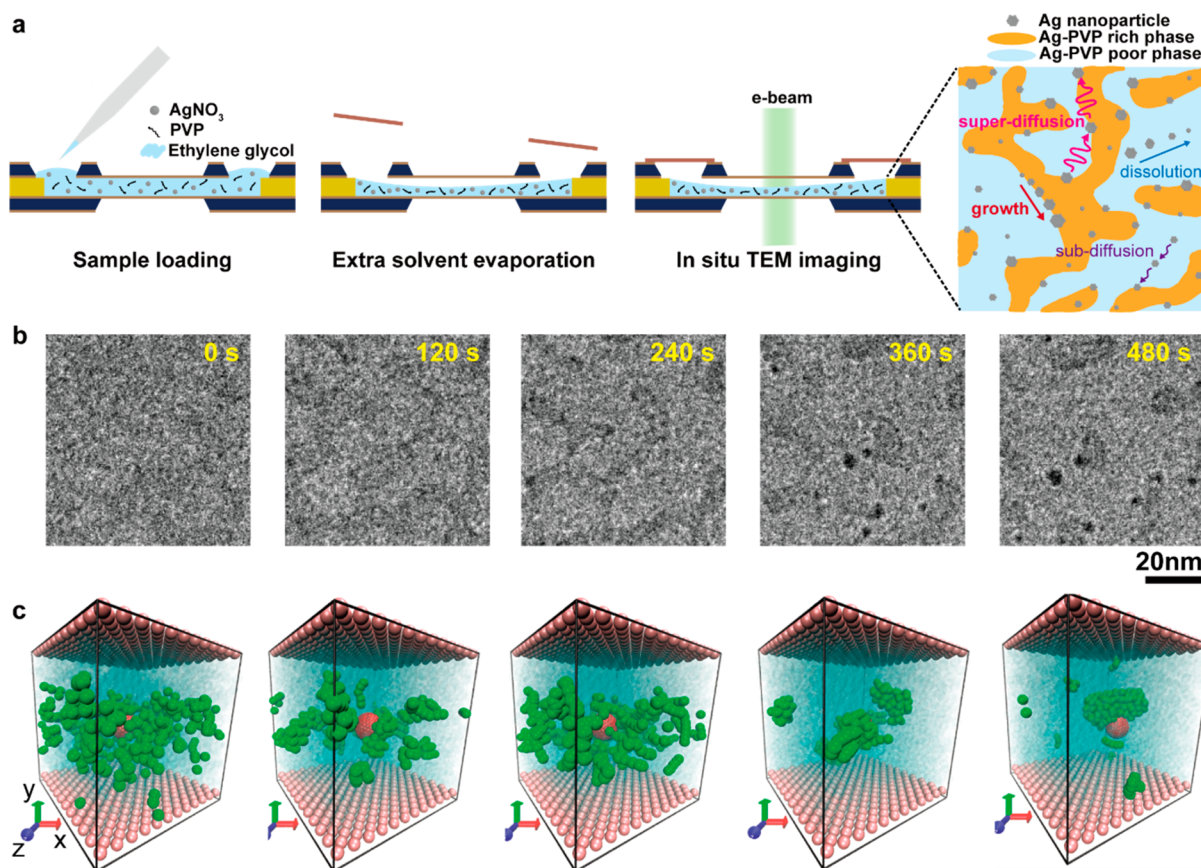 a
AgNO3
PVP
Ethylene glycol
Sample loading
Extra solvent evaporation
e-beam
In situ TEM imaging
Ag nanoparticle
Ag-PVP rich phase
Ag-PVP poor phase
super-diffusion
dissolution
growth
sub-diffusion
b
0 s
120 s
240 s
360 s
480 s
20nm
c
y
x
z